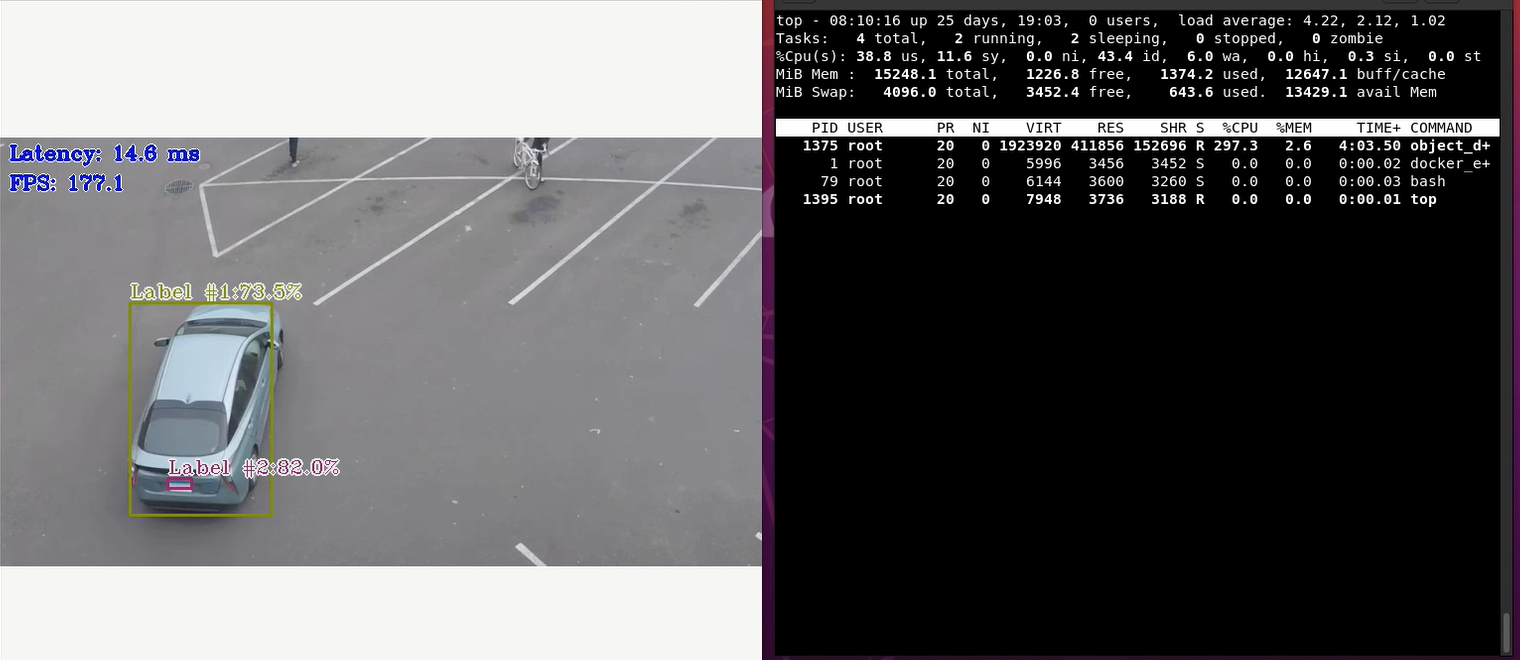 Latency: 14.6 ms
FPS: 177.1
Label #1:73.5%
Label #2:82.0%
top - 08:10:16 up 25 days, 19:03,  0 users,  load average: 4.22, 2.12, 1.02
Tasks:   4 total,   2 running,   2 sleeping,   0 stopped,   0 zombie
%Cpu(s): 38.8 us, 11.6 sy,  0.0 ni, 43.4 id,  6.0 wa,  0.0 hi,  0.3 si,  0.0 st
MiB Mem :  15248.1 total,   1226.8 free,   1374.2 used,  12647.1 buff/cache
MiB Swap:   4096.0 total,   3452.4 free,    643.6 used.  13429.1 avail Mem
PID USER      PR  NI    VIRT    RES    SHR S  %CPU  %MEM     TIME+ COMMAND
1375 root      20   0 1923920 411856 152696 R 297.3   2.6   4:03.50 object_d+
1 root      20   0    5996   3456   3452 S   0.0   0.0   0:00.02 docker_e+
79 root      20   0    6144   3600   3260 S   0.0   0.0   0:00.03 bash
1395 root      20   0    7948   3736   3188 R   0.0   0.0   0:00.01 top